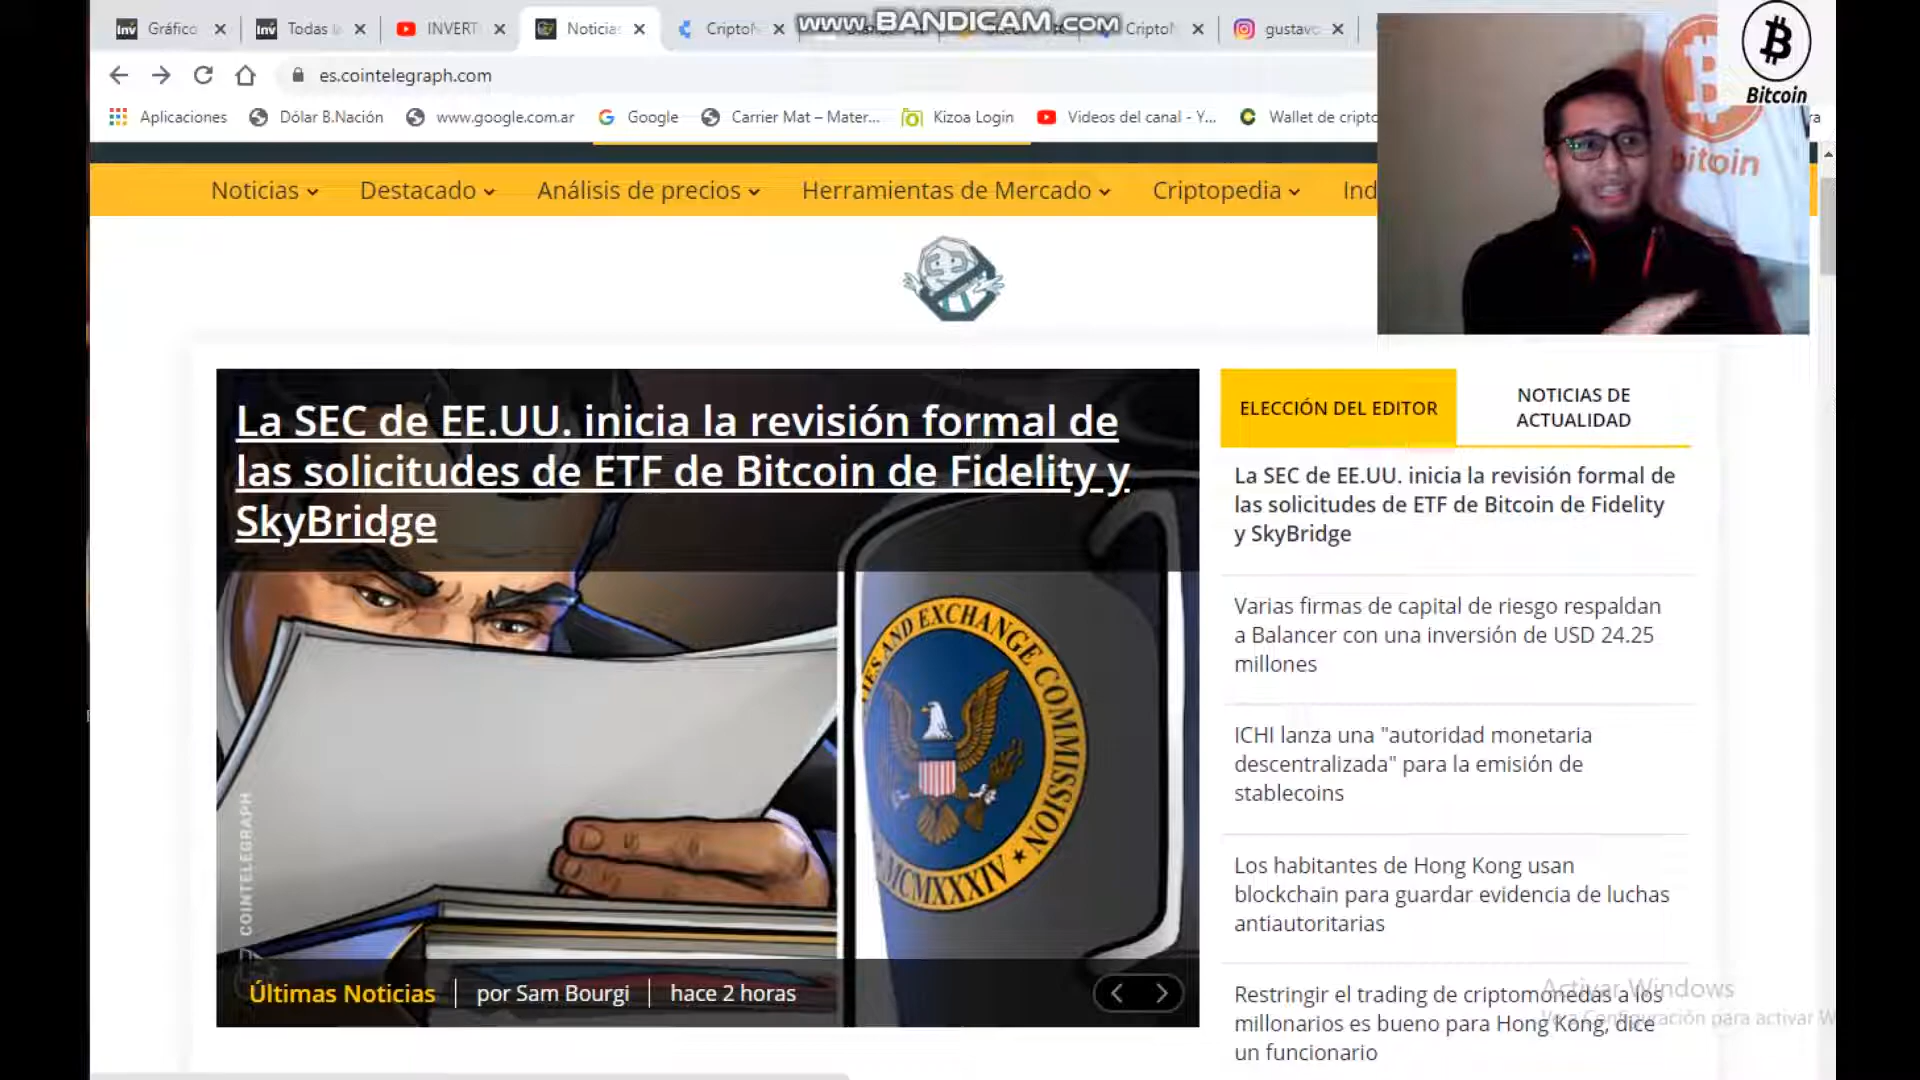 Gráfico
Todas
INVERT
Noticias
www.BANDICAM.com
gustavo
es.cointelegraph.com
Aplicaciones
Dólar B.Nación
www.google.com.ar
Google
Carrier Mat – Mater...
Kizoa Login
Videos del canal - Y...
Wallet de cripto
Bitcoin
bitcoin
Noticias
Destacado
Análisis de precios
Herramientas de Mercado
Criptopedia
Ind
La SEC de EE.UU. inicia la revisión formal de
las solicitudes de ETF de Bitcoin de Fidelity y
SkyBridge
AND EXCHANGE COMMISSION
MCMXXXIV
COINTELEGRAPH
Últimas Noticias
por Sam Bourgi
hace 2 horas
ELECCIÓN DEL EDITOR
NOTICIAS DE
ACTUALIDAD
La SEC de EE.UU. inicia la revisión formal de
las solicitudes de ETF de Bitcoin de Fidelity
y SkyBridge
Varias firmas de capital de riesgo respaldan
a Balancer con una inversión de USD 24.25
millones
ICHI lanza una "autoridad monetaria
descentralizada" para la emisión de
stablecoins
Los habitantes de Hong Kong usan
blockchain para guardar evidencia de luchas
antiautoritarias
Restringir el trading de criptomonedas a los
millonarios es bueno para Hong Kong, dice
un funcionario
Activar Windows
Ve a Configuración para activar W